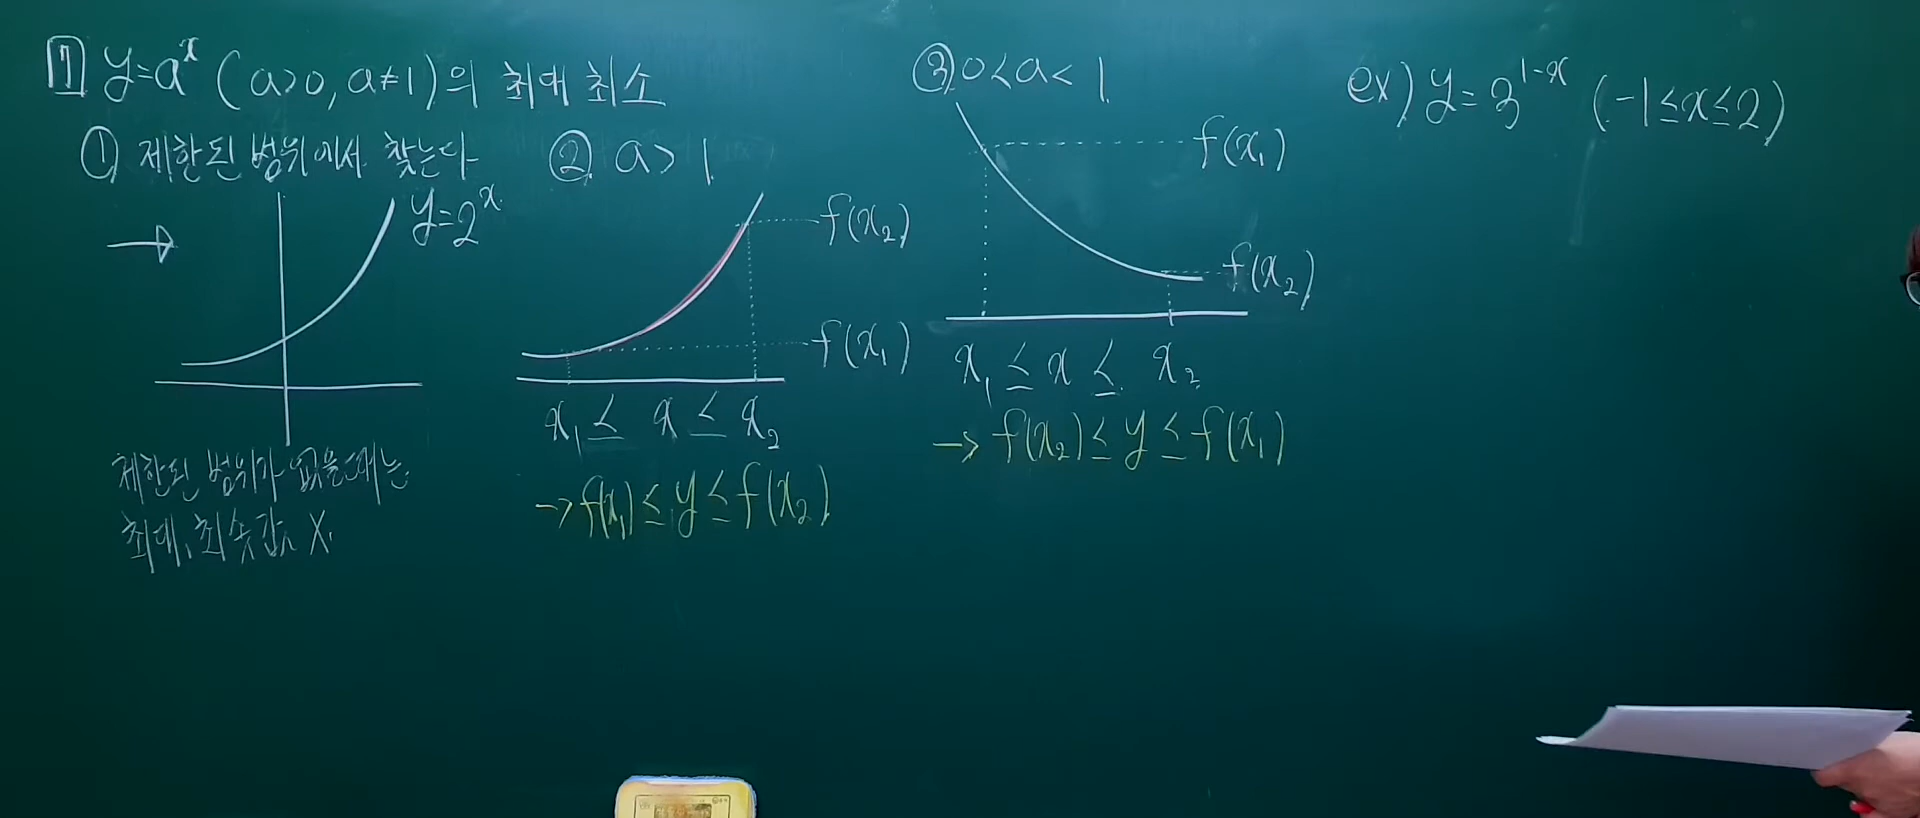 7 y=a^x (a>0, a≠1)의 최대 최소
① 제한된 범위에서 찾는다
→ y=2^x
제한된 범위가 없을때는
최대, 최솟값 X.
② a>1
f(x₂)
f(x₁)
x₁ ≤ x ≤ x₂
→ f(x₁) ≤ y ≤ f(x₂)
③ 0<a<1
f(x₁)
f(x₂)
x₁ ≤ x ≤ x₂
→ f(x₂) ≤ y ≤ f(x₁)
ex) y=3^(1-x) (-1≤x≤2)